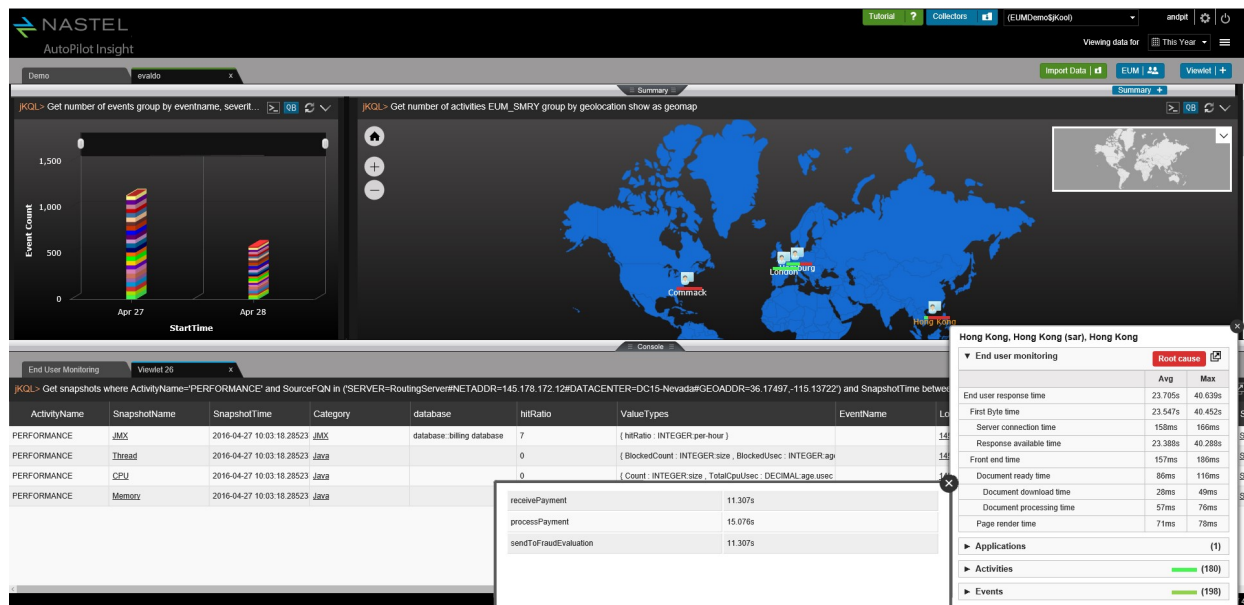 NASTEL
AutoPilot Insight
Tutorial ?
Collectors
(EUMDemo$jKool)
andpit
Viewing data for
This Year
Demo
evaldo x
Import Data
EUM
Viewlet +
Summary
Summary +
jKQL> Get number of events group by eventname, severit...
QB
jKQL> Get number of activities EUM_SMRY group by geolocation show as geomap
QB
1,500
1,000
500
0
Event Count
Apr 27
Apr 28
StartTime
Commack
London
Hamburg
Hong Kong
Console
End User Monitoring
Viewlet 26 x
jKQL> Get snapshots where ActivityName='PERFORMANCE' and SourceFQN in ('SERVER=RoutingServer#NETADDR=145.178.172.12#DATACENTER=DC15-Nevada#GEOADDR=36.17497,-115.13722') and SnapshotTime betwee
ActivityName SnapshotName SnapshotTime Category database hitRatio ValueTypes EventName Lo
PERFORMANCE JMX 2016-04-27 10:03:18.28523 JMX database::billing database 7 { hitRatio : INTEGER:per-hour }
PERFORMANCE Thread 2016-04-27 10:03:18.28523 Java 0 { BlockedCount : INTEGER:size , BlockedUsec : INTEGER:age
PERFORMANCE CPU 2016-04-27 10:03:18.28523 Java 0 { Count : INTEGER:size , TotalCpuUsec : DECIMAL:age.usec
PERFORMANCE Memory 2016-04-27 10:03:18.28523 Java
receivePayment 11.307s
processPayment 15.076s
sendToFraudEvaluation 11.307s
Hong Kong, Hong Kong (sar), Hong Kong
End user monitoring
Root cause
Avg Max
End user response time 23.705s 40.639s
First Byte time 23.547s 40.452s
Server connection time 158ms 166ms
Response available time 23.388s 40.288s
Front end time 157ms 186ms
Document ready time 86ms 116ms
Document download time 28ms 49ms
Document processing time 57ms 76ms
Page render time 71ms 78ms
Applications (1)
Activities (180)
Events (198)